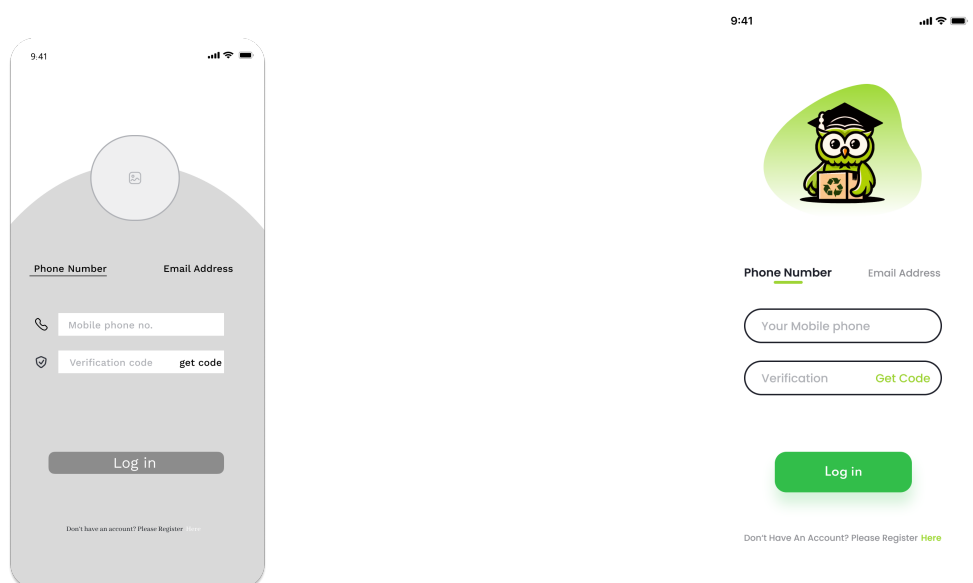 9:41
Phone Number Email Address
Mobile phone no.
Verification code get code
Log in
Don't have an account? Please Register Here
9:41
Phone Number Email Address
Your Mobile phone
Verification Get Code
Log in
Don't Have An Account? Please Register Here